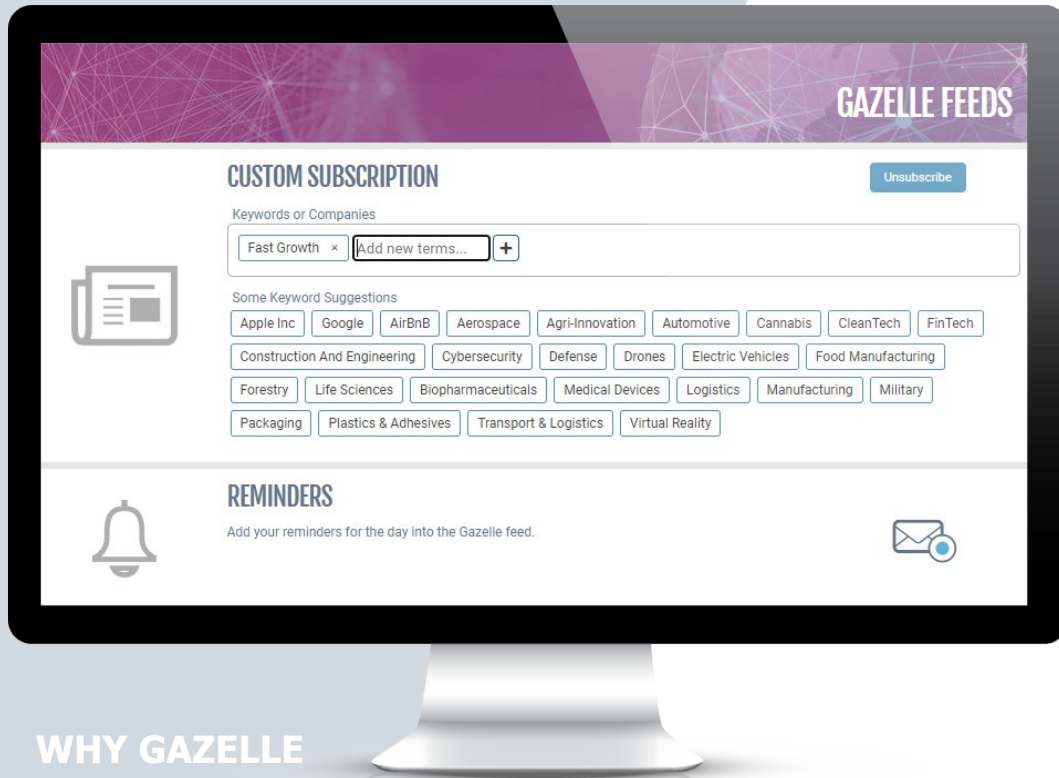 GAZELLE FEEDS
CUSTOM SUBSCRIPTION
Unsubscribe
Keywords or Companies
Fast Growth ×
Add new terms...
+
Some Keyword Suggestions
Apple Inc Google AirBnB Aerospace Agri-Innovation Automotive Cannabis CleanTech FinTech
Construction And Engineering Cybersecurity Defense Drones Electric Vehicles Food Manufacturing
Forestry Life Sciences Biopharmaceuticals Medical Devices Logistics Manufacturing Military
Packaging Plastics & Adhesives Transport & Logistics Virtual Reality
REMINDERS
Add your reminders for the day into the Gazelle feed.
WHY GAZELLE